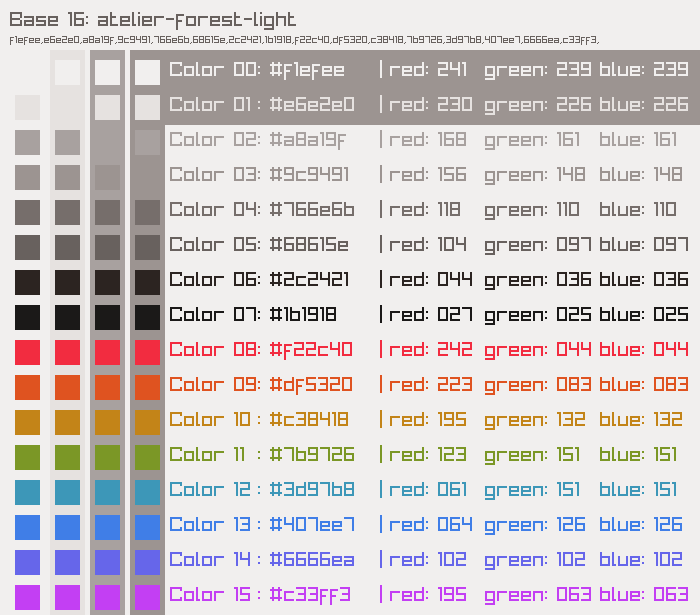 Base 16: atelier-forest-light
f1efee,e6e2e0,a8a19f,9c9491,766e6b,68615e,2c2421,1b1918,f22c40,df5320,c38418,7b9726,3d97b8,407ee7,6666ea,c33ff3,
Color 00: #f1efee | red: 241 green: 239 blue: 239
Color 01 : #e6e2e0 | red: 230 green: 226 blue: 226
Color 02: #a8a19f | red: 168 green: 161 blue: 161
Color 03: #9c9491 | red: 156 green: 148 blue: 148
Color 04: #766e6b | red: 118 green: 110 blue: 110
Color 05: #68615e | red: 104 green: 097 blue: 097
Color 06: #2c2421 | red: 044 green: 036 blue: 036
Color 07: #1b1918 | red: 027 green: 025 blue: 025
Color 08: #f22c40 | red: 242 green: 044 blue: 044
Color 09: #df5320 | red: 223 green: 083 blue: 083
Color 10 : #c38418 | red: 195 green: 132 blue: 132
Color 11 : #7b9726 | red: 123 green: 151 blue: 151
Color 12 : #3d97b8 | red: 061 green: 151 blue: 151
Color 13 : #407ee7 | red: 064 green: 126 blue: 126
Color 14 : #6666ea | red: 102 green: 102 blue: 102
Color 15 : #c33ff3 | red: 195 green: 063 blue: 063